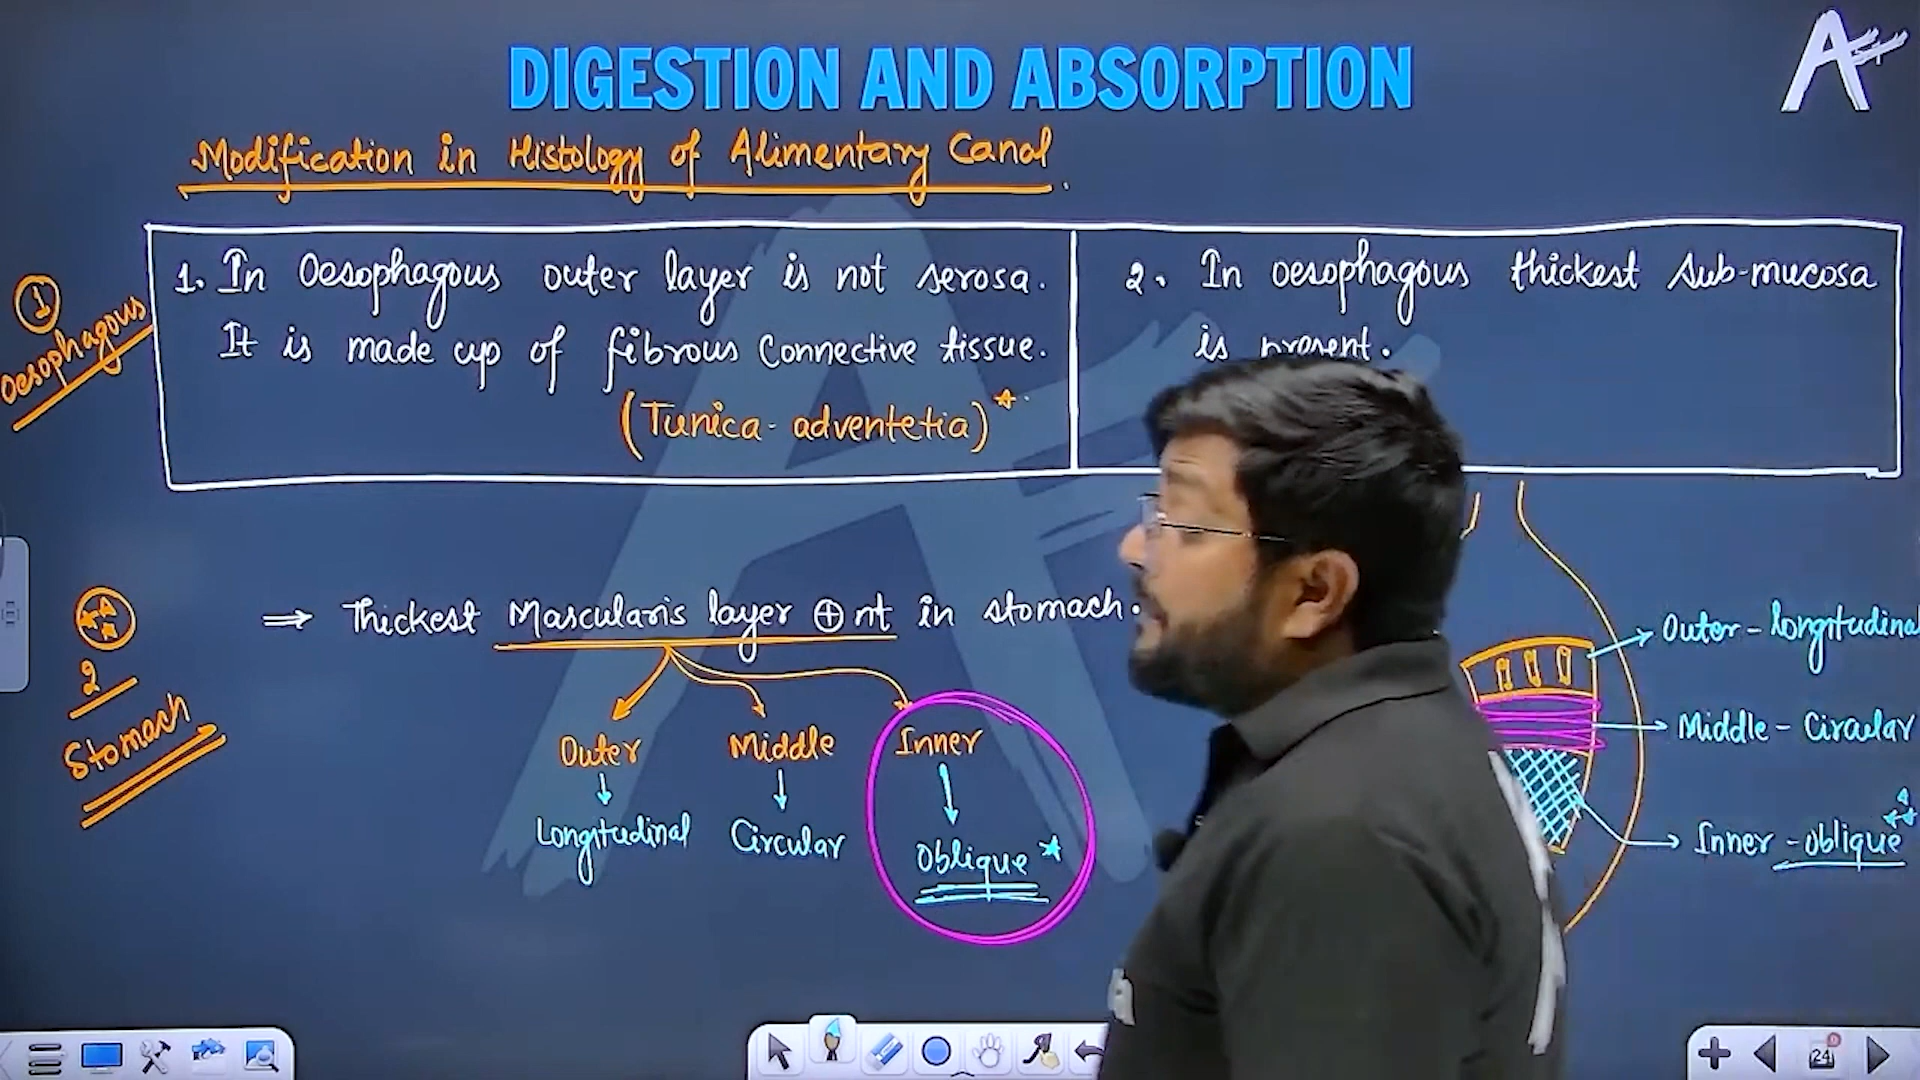 DIGESTION AND ABSORPTION
A++
Modification in Histology of Alimentary Canal.
1
Oesophagous
1. In Oesophagous outer layer is not serosa.
It is made up of fibrous Connective tissue.
(Tunica-adventetia)*
2. In oesophagous thickest Sub-mucosa
is present.
2
Stomach
⇒ Thickest Mascularis layer ⊕nt in stomach.
Outer
Middle
Inner
Longitudinal
Circular
Oblique*
Outer - longitudinal
Middle - Circular
Inner - oblique
24